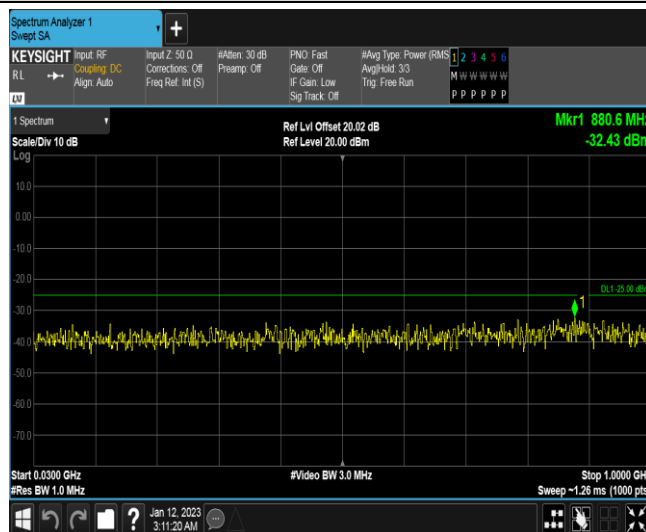 Spectrum Analyzer 1
Swept SA
+
KEYSIGHT
RL
LXI
Input: RF
Coupling: DC
Align: Auto
Input Z: 50 Ω
Corrections: Off
Freq Ref: Int (S)
#Atten: 30 dB
Preamp: Off
PNO: Fast
Gate: Off
IF Gain: Low
Sig Track: Off
#Avg Type: Power (RMS
Avg|Hold: 3/3
Trig: Free Run
1 2 3 4 5 6
M W W W W W
P P P P P P
1 Spectrum
Scale/Div 10 dB
Log
Ref Lvl Offset 20.02 dB
Ref Level 20.00 dBm
Mkr1 880.6 MHz
-32.43 dBm
10.0
0.00
-10.0
-20.0
DL1 -25.00 dBm
1
-30.0
-40.0
-50.0
-60.0
-70.0
Start 0.0300 GHz
#Res BW 1.0 MHz
#Video BW 3.0 MHz
Stop 1.0000 GH
Sweep ~1.26 ms (1000 pts
?
Jan 12, 2023
3:11:20 AM